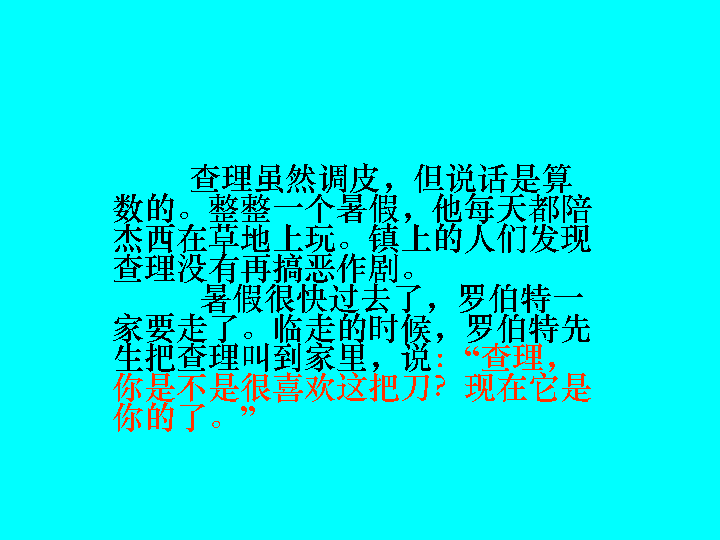 查理虽然调皮，但说话是算
数的。整整一个暑假，他每天都陪
杰西在草地上玩。镇上的人们发现
查理没有再搞恶作剧。
暑假很快过去了，罗伯特一
家要走了。临走的时候，罗伯特先
生把查理叫到家里，说：“查理，
你是不是很喜欢这把刀？现在它是
你的了。”